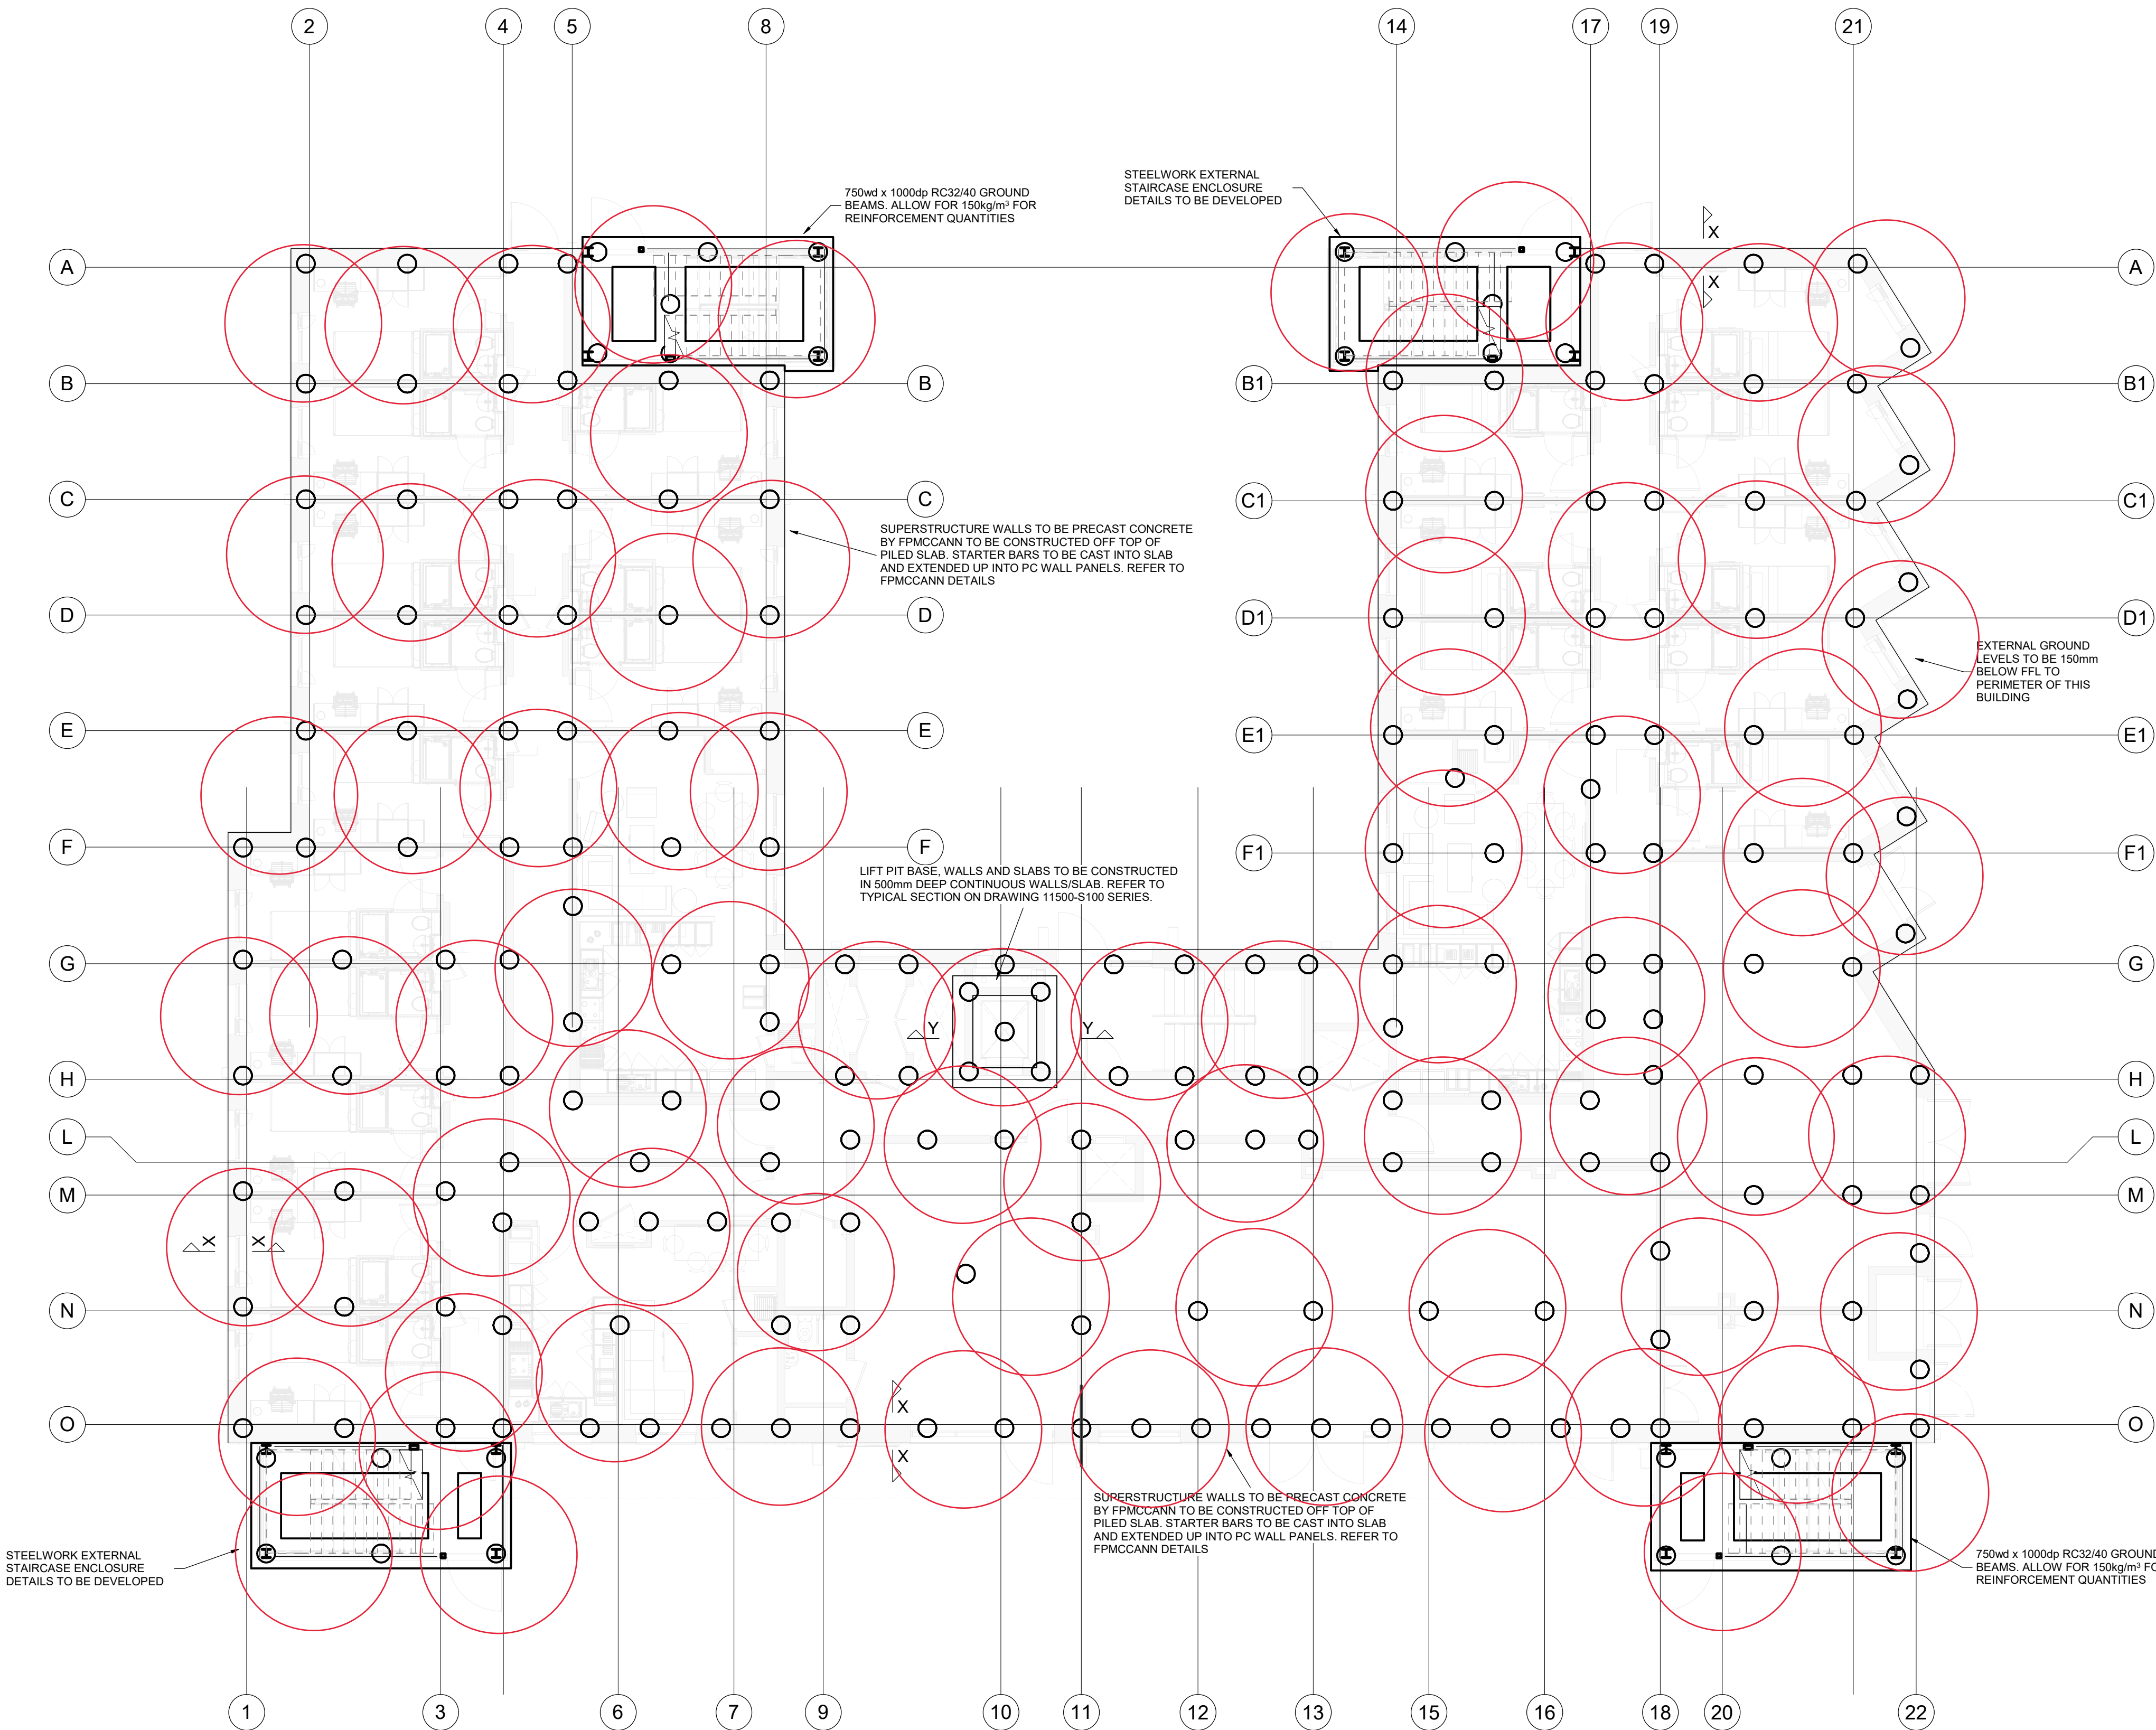 2
4
5
8
14
17
19
21
STEELWORK EXTERNAL
STAIRCASE ENCLOSURE
DETAILS TO BE DEVELOPED
750wd x 1000dp RC32/40 GROUND
BEAMS. ALLOW FOR 150kg/m³ FOR
REINFORCEMENT QUANTITIES
X
A
A
X
B
B
B1
B1
C
C
C1
C1
SUPERSTRUCTURE WALLS TO BE PRECAST CONCRETE
BY FPMCCANN TO BE CONSTRUCTED OFF TOP OF
PILED SLAB. STARTER BARS TO BE CAST INTO SLAB
AND EXTENDED UP INTO PC WALL PANELS. REFER TO
FPMCCANN DETAILS
D
D
D1
D1
EXTERNAL GROUND
LEVELS TO BE 150mm
BELOW FFL TO
PERIMETER OF THIS
BUILDING
E
E
E1
E1
F
F
F1
F1
LIFT PIT BASE, WALLS AND SLABS TO BE CONSTRUCTED
IN 500mm DEEP CONTINUOUS WALLS/SLAB. REFER TO
TYPICAL SECTION ON DRAWING 11500-S100 SERIES.
G
G
Y
Y
H
H
L
L
M
M
X
X
N
N
X
O
O
X
SUPERSTRUCTURE WALLS TO BE PRECAST CONCRETE
BY FPMCCANN TO BE CONSTRUCTED OFF TOP OF
PILED SLAB. STARTER BARS TO BE CAST INTO SLAB
AND EXTENDED UP INTO PC WALL PANELS. REFER TO
FPMCCANN DETAILS
STEELWORK EXTERNAL
STAIRCASE ENCLOSURE
DETAILS TO BE DEVELOPED
750wd x 1000dp RC32/40 GROUND
BEAMS. ALLOW FOR 150kg/m³ FO
REINFORCEMENT QUANTITIES
1
3
6
7
9
10
11
12
13
15
16
18
20
22